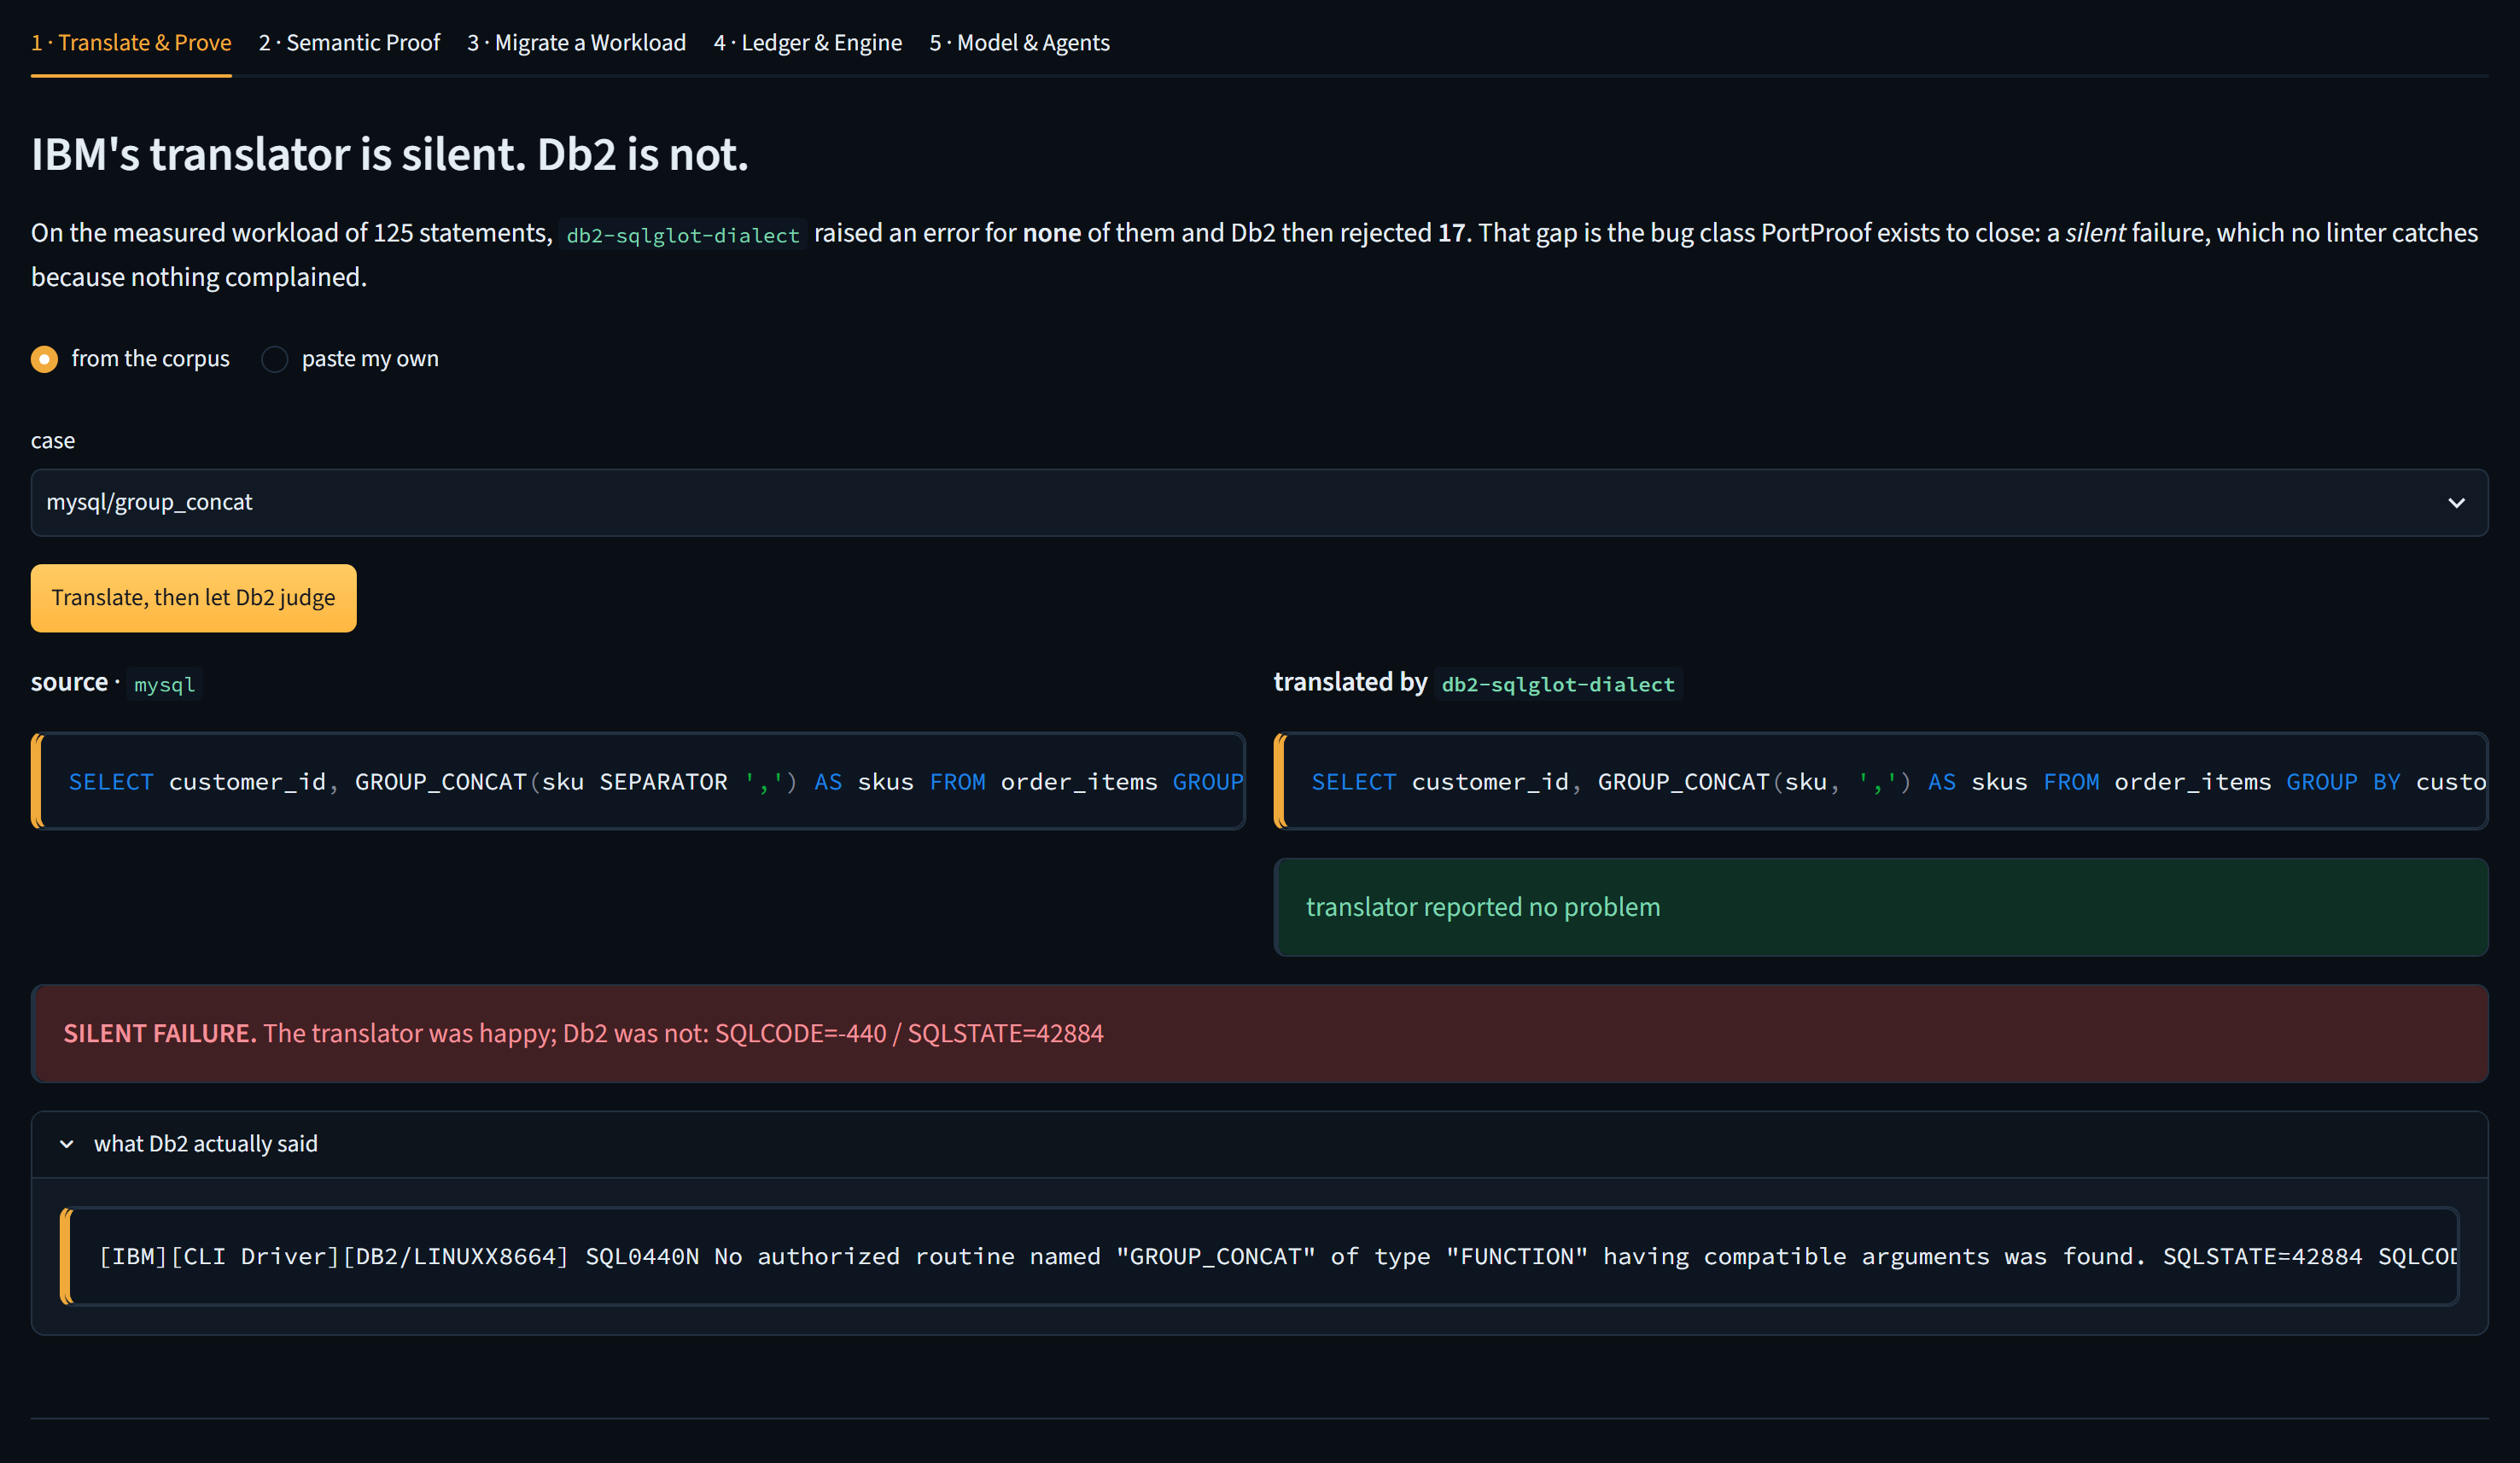 1 · Translate & Prove 2 · Semantic Proof 3 · Migrate a Workload 4 · Ledger & Engine 5 · Model & Agents
IBM's translator is silent. Db2 is not.
On the measured workload of 125 statements, db2-sqlglot-dialect raised an error for none of them and Db2 then rejected 17. That gap is the bug class PortProof exists to close: a silent failure, which no linter catches
because nothing complained.
from the corpus paste my own
case
mysql/group_concat
Translate, then let Db2 judge
source · mysql
translated by db2-sqlglot-dialect
SELECT customer_id, GROUP_CONCAT(sku SEPARATOR ',') AS skus FROM order_items GROUP
SELECT customer_id, GROUP_CONCAT(sku, ',') AS skus FROM order_items GROUP BY custo
translator reported no problem
SILENT FAILURE. The translator was happy; Db2 was not: SQLCODE=-440 / SQLSTATE=42884
what Db2 actually said
[IBM][CLI Driver][DB2/LINUXX8664] SQL0440N No authorized routine named "GROUP_CONCAT" of type "FUNCTION" having compatible arguments was found. SQLSTATE=42884 SQLCOD